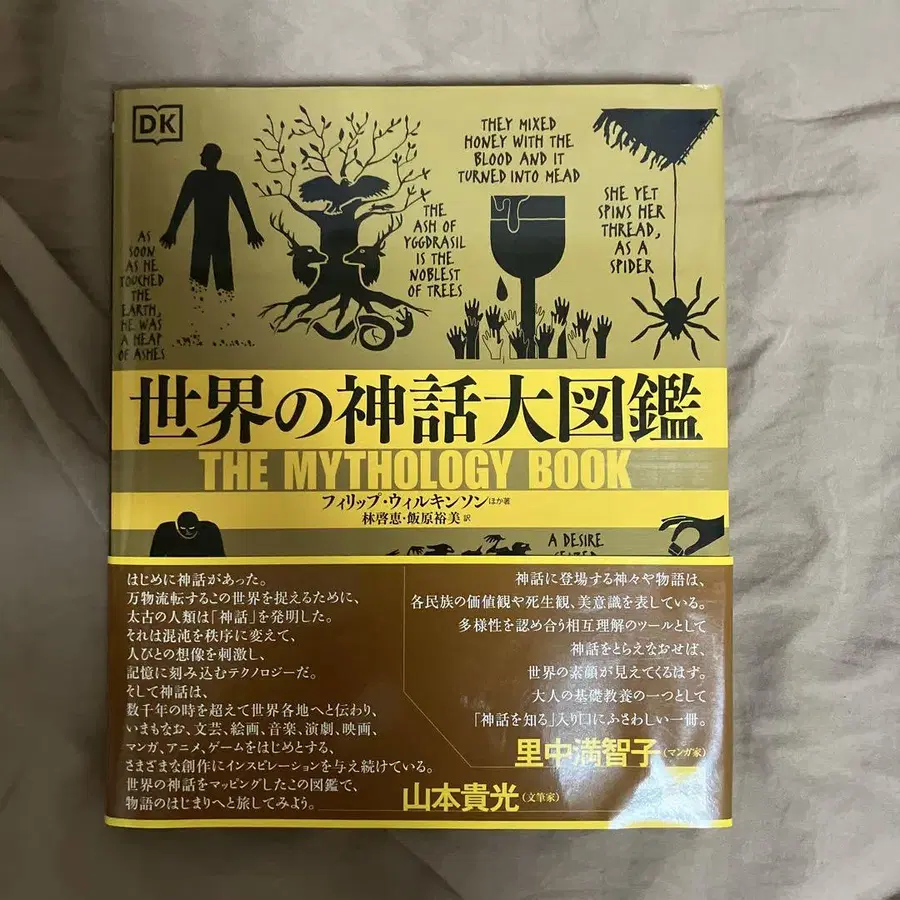 DK
AS
SOON
AS HE
TOUCHED
THE
EARTH,
HE WAS
A HEAP
OF ASHES
THE
ASH OF
YGGDRASIL
IS THE
NOBLEST
OF TREES
THEY MIXED
HONEY WITH THE
BLOOD AND IT
TURNED INTO MEAD
SHE YET
SPINS HER
THREAD,
AS A
SPIDER
世界の神話大図鑑
THE MYTHOLOGY BOOK
フィリップ・ウィルキンソン ほか著
林啓恵・飯原裕美 訳
A DESIRE
はじめに神話があった。
万物流転するこの世界を捉えるために、
太古の人類は「神話」を発明した。
それは混沌を秩序に変えて、
人びとの想像を刺激し、
記憶に刻み込むテクノロジーだ。
そして神話は、
数千年の時を超えて世界各地へと伝わり、
いまもなお、文芸、絵画、音楽、演劇、映画、
マンガ、アニメ、ゲームをはじめとする、
さまざまな創作にインスピレーションを与え続けている。
世界の神話をマッピングしたこの図鑑で、
物語のはじまりへと旅してみよう。
山本貴光(文筆家)
神話に登場する神々や物語は、
各民族の価値観や死生観、美意識を表している。
多様性を認め合う相互理解のツールとして
神話をとらえなおせば、
世界の素顔が見えてくるはず。
大人の基礎教養の一つとして
「神話を知る」入り口にふさわしい一冊。
里中満智子(マンガ家)